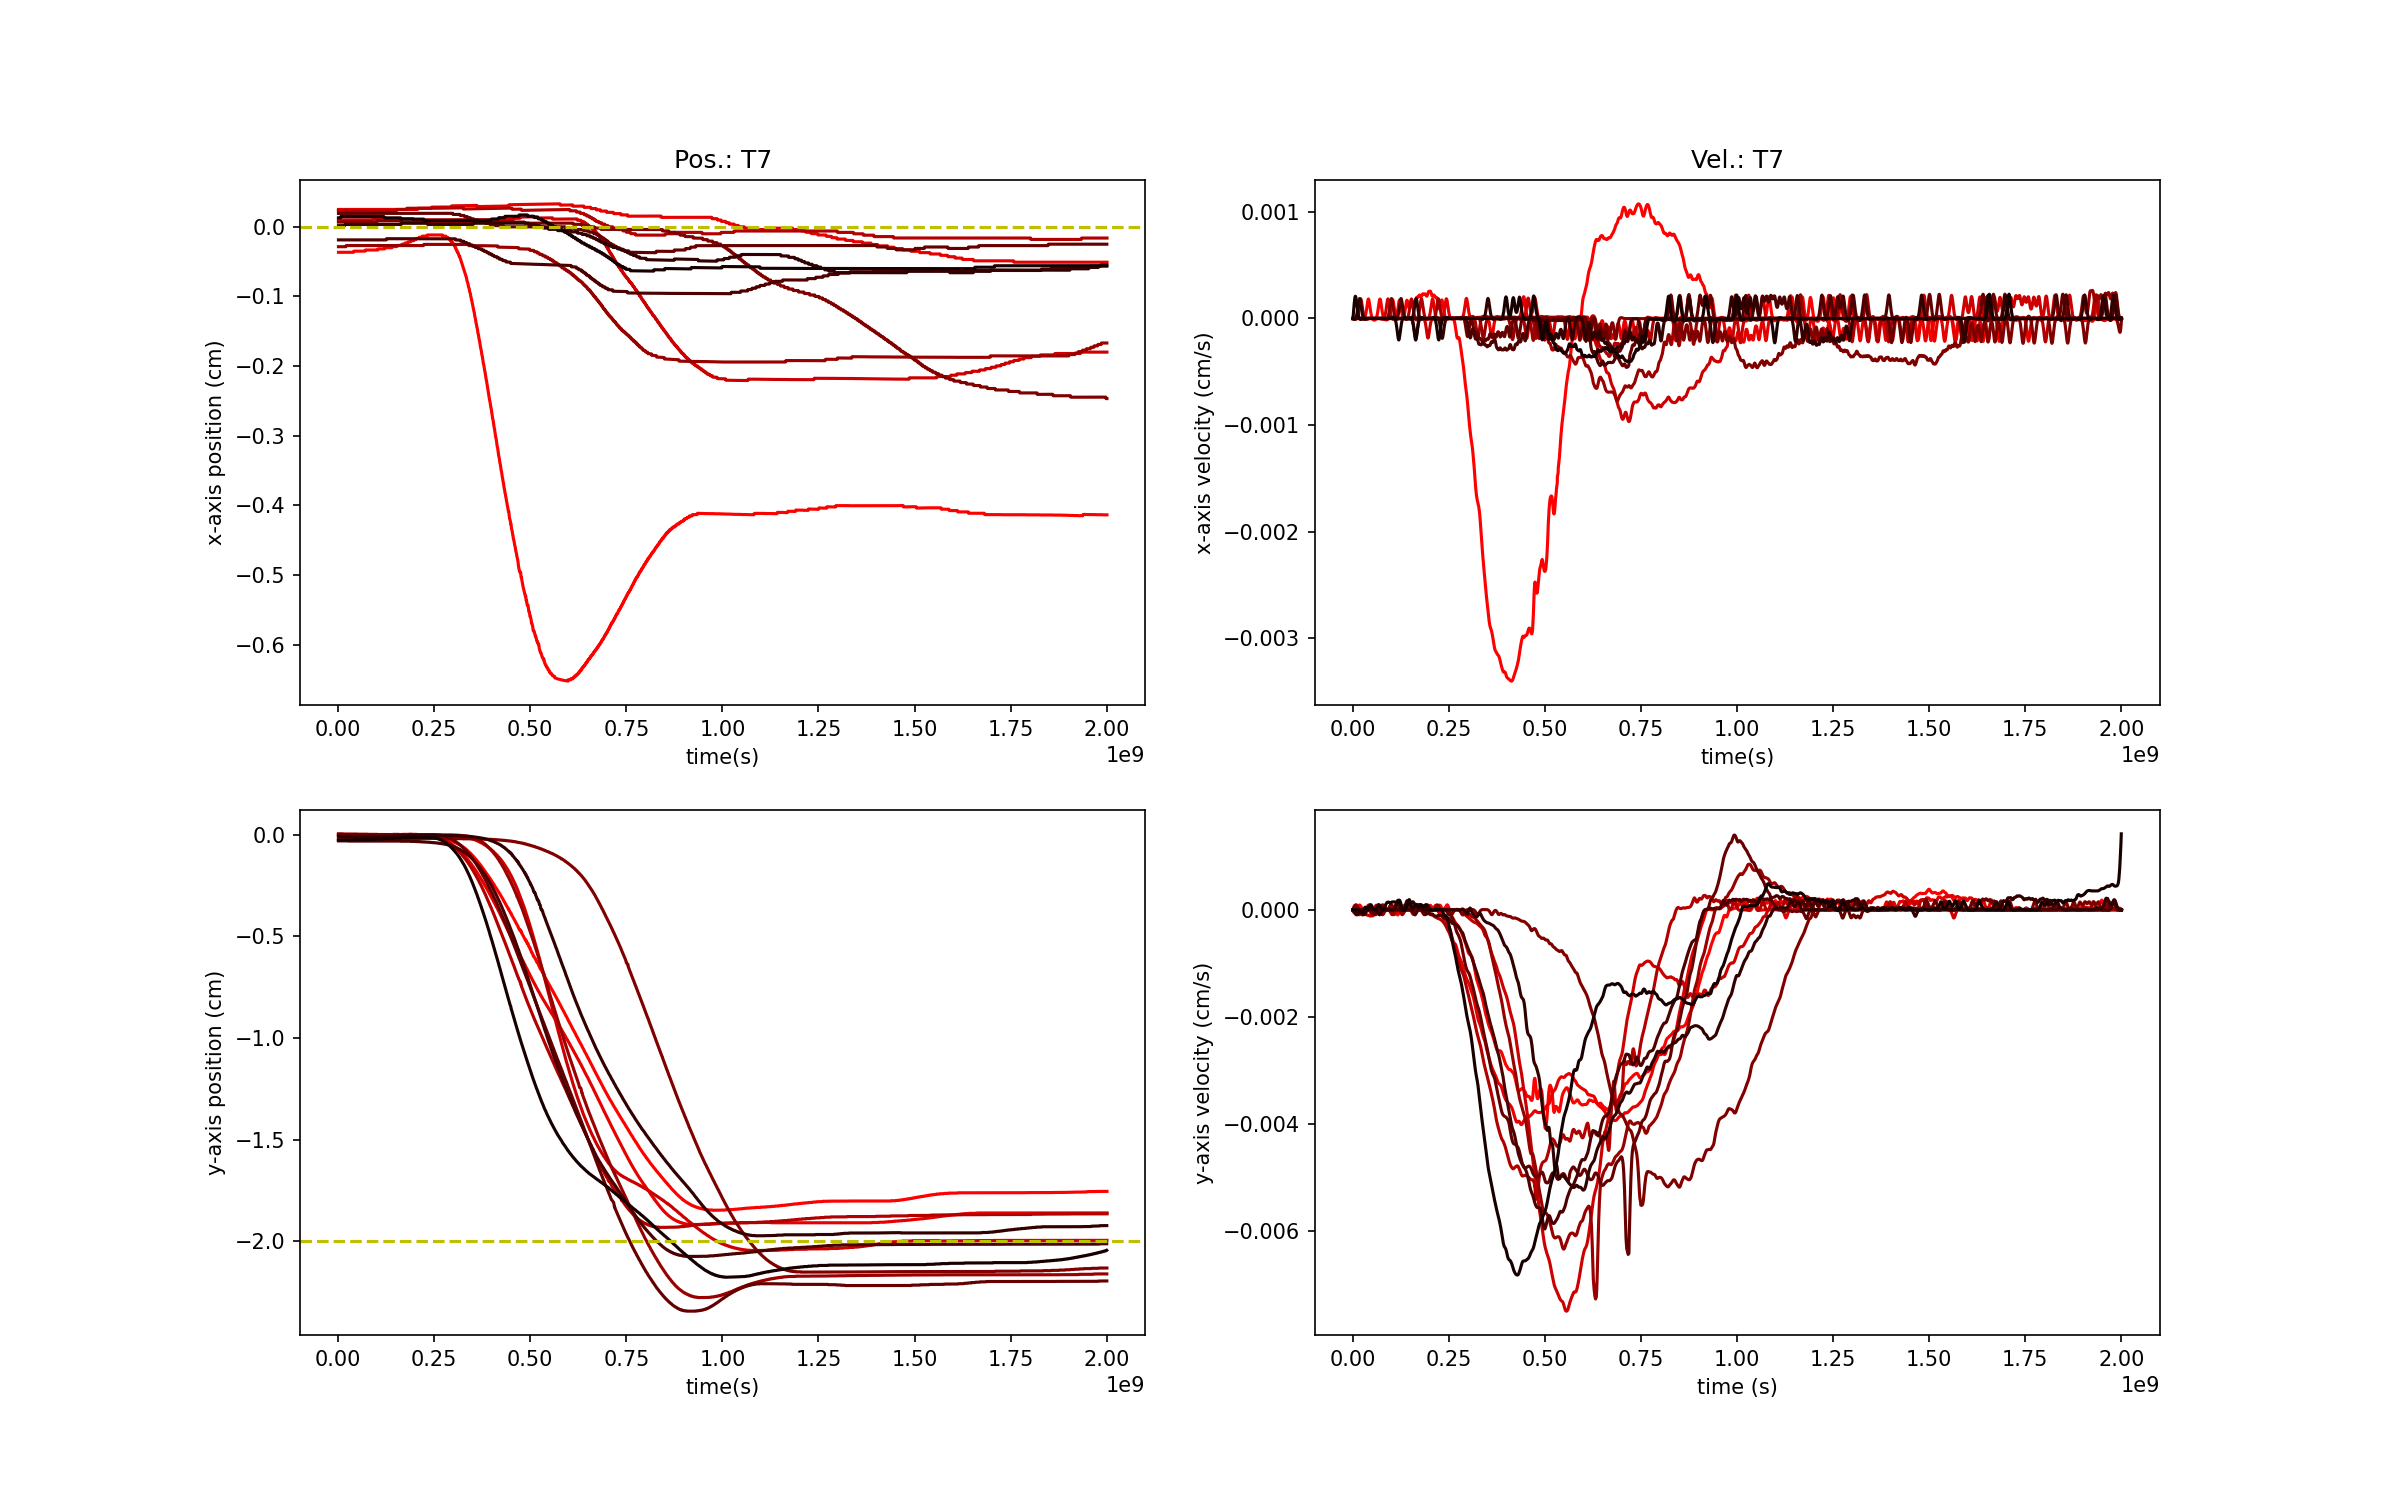 Pos.: T7
x-axis position (cm)
0.0
−0.1
−0.2
−0.3
−0.4
−0.5
−0.6
0.00 0.25 0.50 0.75 1.00 1.25 1.50 1.75 2.00
time(s)
1e9
Vel.: T7
x-axis velocity (cm/s)
0.001
0.000
−0.001
−0.002
−0.003
0.00 0.25 0.50 0.75 1.00 1.25 1.50 1.75 2.00
time(s)
1e9
y-axis position (cm)
0.0
−0.5
−1.0
−1.5
−2.0
0.00 0.25 0.50 0.75 1.00 1.25 1.50 1.75 2.00
time(s)
1e9
y-axis velocity (cm/s)
0.000
−0.002
−0.004
−0.006
0.00 0.25 0.50 0.75 1.00 1.25 1.50 1.75 2.00
time (s)
1e9